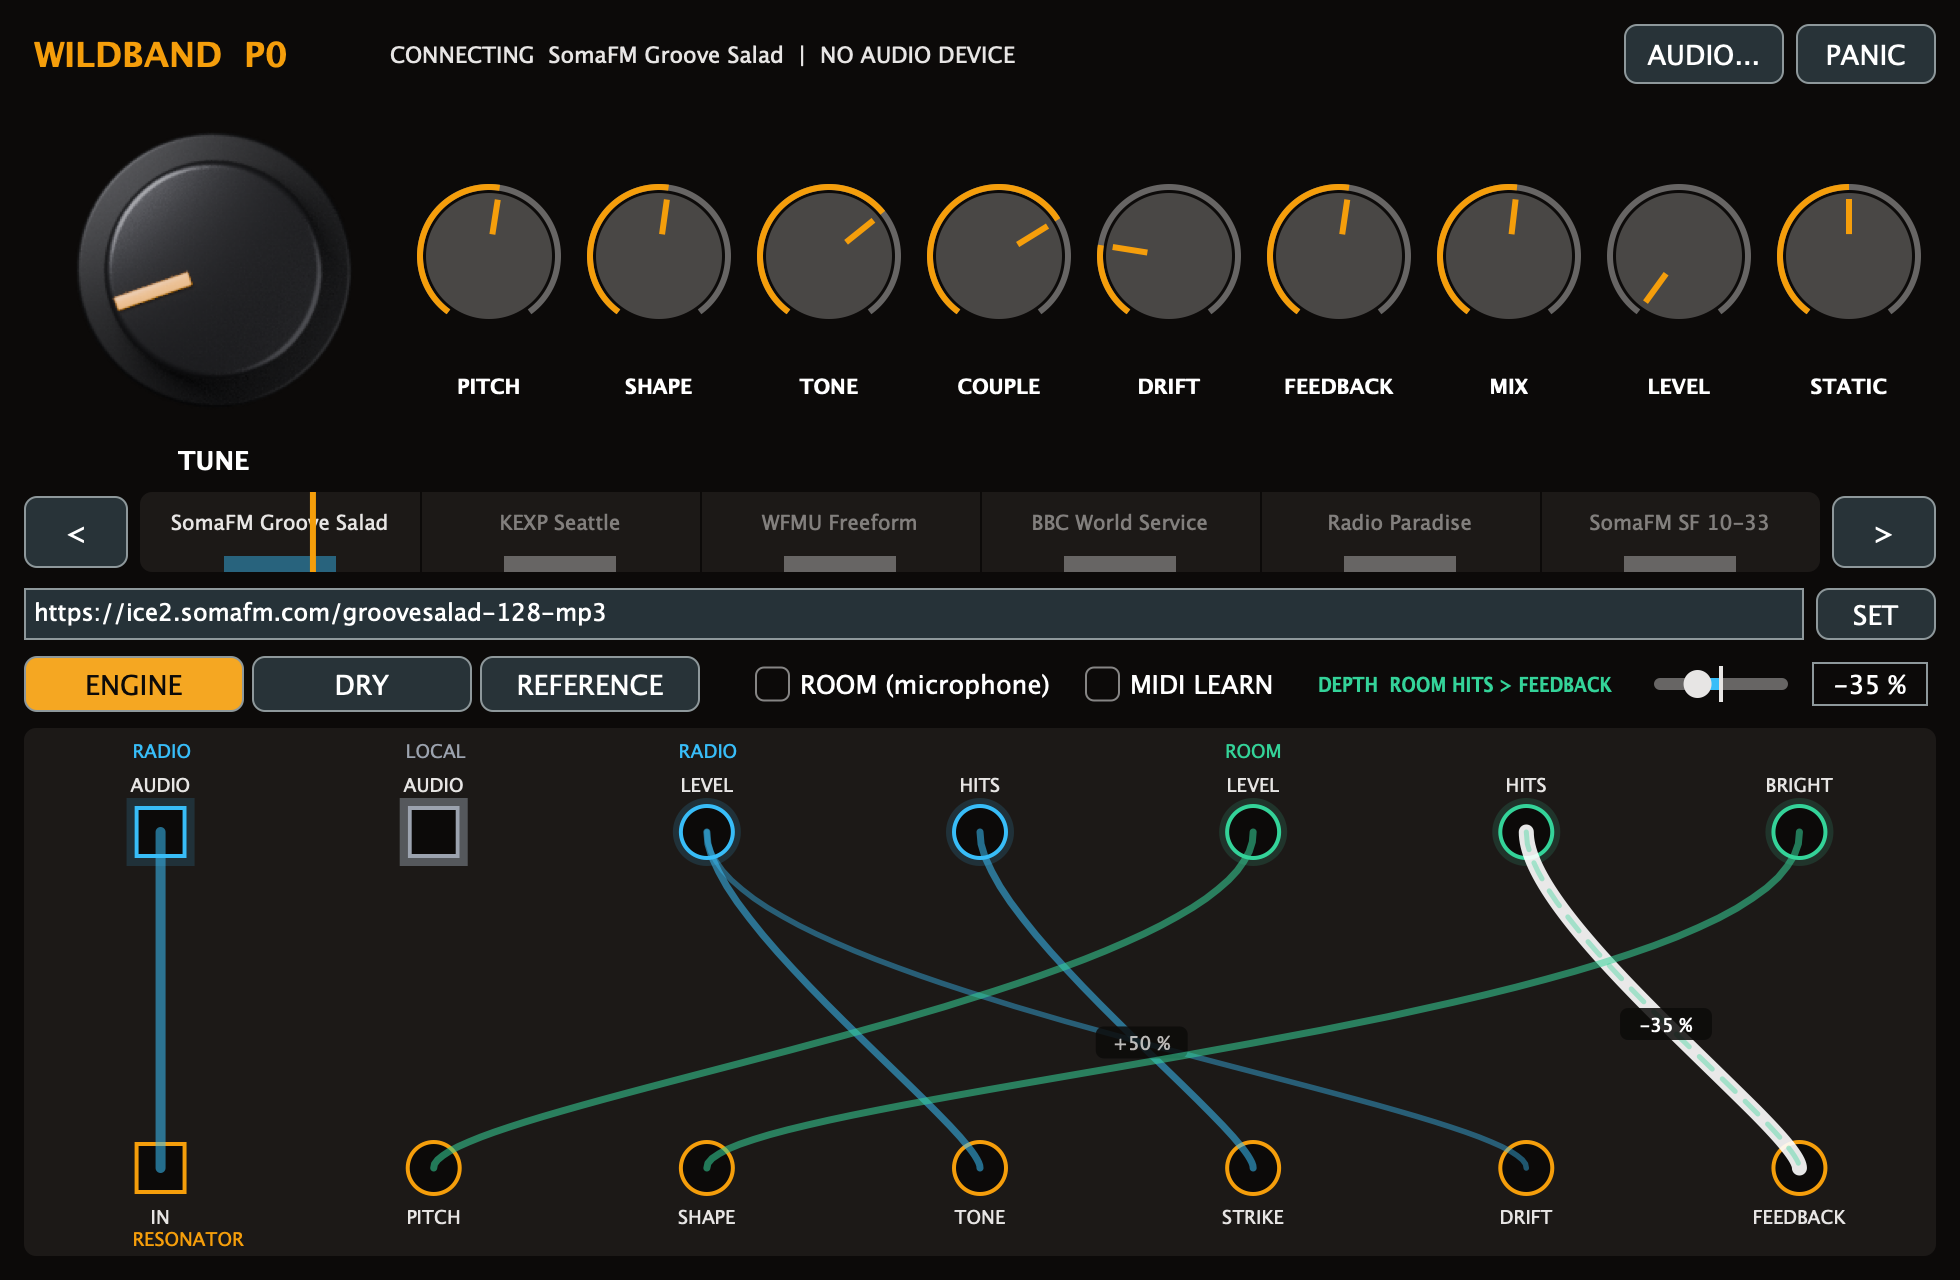 WILDBAND P0
CONNECTING SomaFM Groove Salad | NO AUDIO DEVICE
AUDIO...
PANIC
PITCH
SHAPE
TONE
COUPLE
DRIFT
FEEDBACK
MIX
LEVEL
STATIC
TUNE
<
SomaFM Groove Salad
KEXP Seattle
WFMU Freeform
BBC World Service
Radio Paradise
SomaFM SF 10-33
>
https://ice2.somafm.com/groovesalad-128-mp3
SET
ENGINE
DRY
REFERENCE
ROOM (microphone)
MIDI LEARN
DEPTH ROOM HITS > FEEDBACK
-35 %
RADIO
LOCAL
RADIO
ROOM
AUDIO
AUDIO
LEVEL
HITS
LEVEL
HITS
BRIGHT
-35 %
+50 %
IN
PITCH
SHAPE
TONE
STRIKE
DRIFT
FEEDBACK
RESONATOR